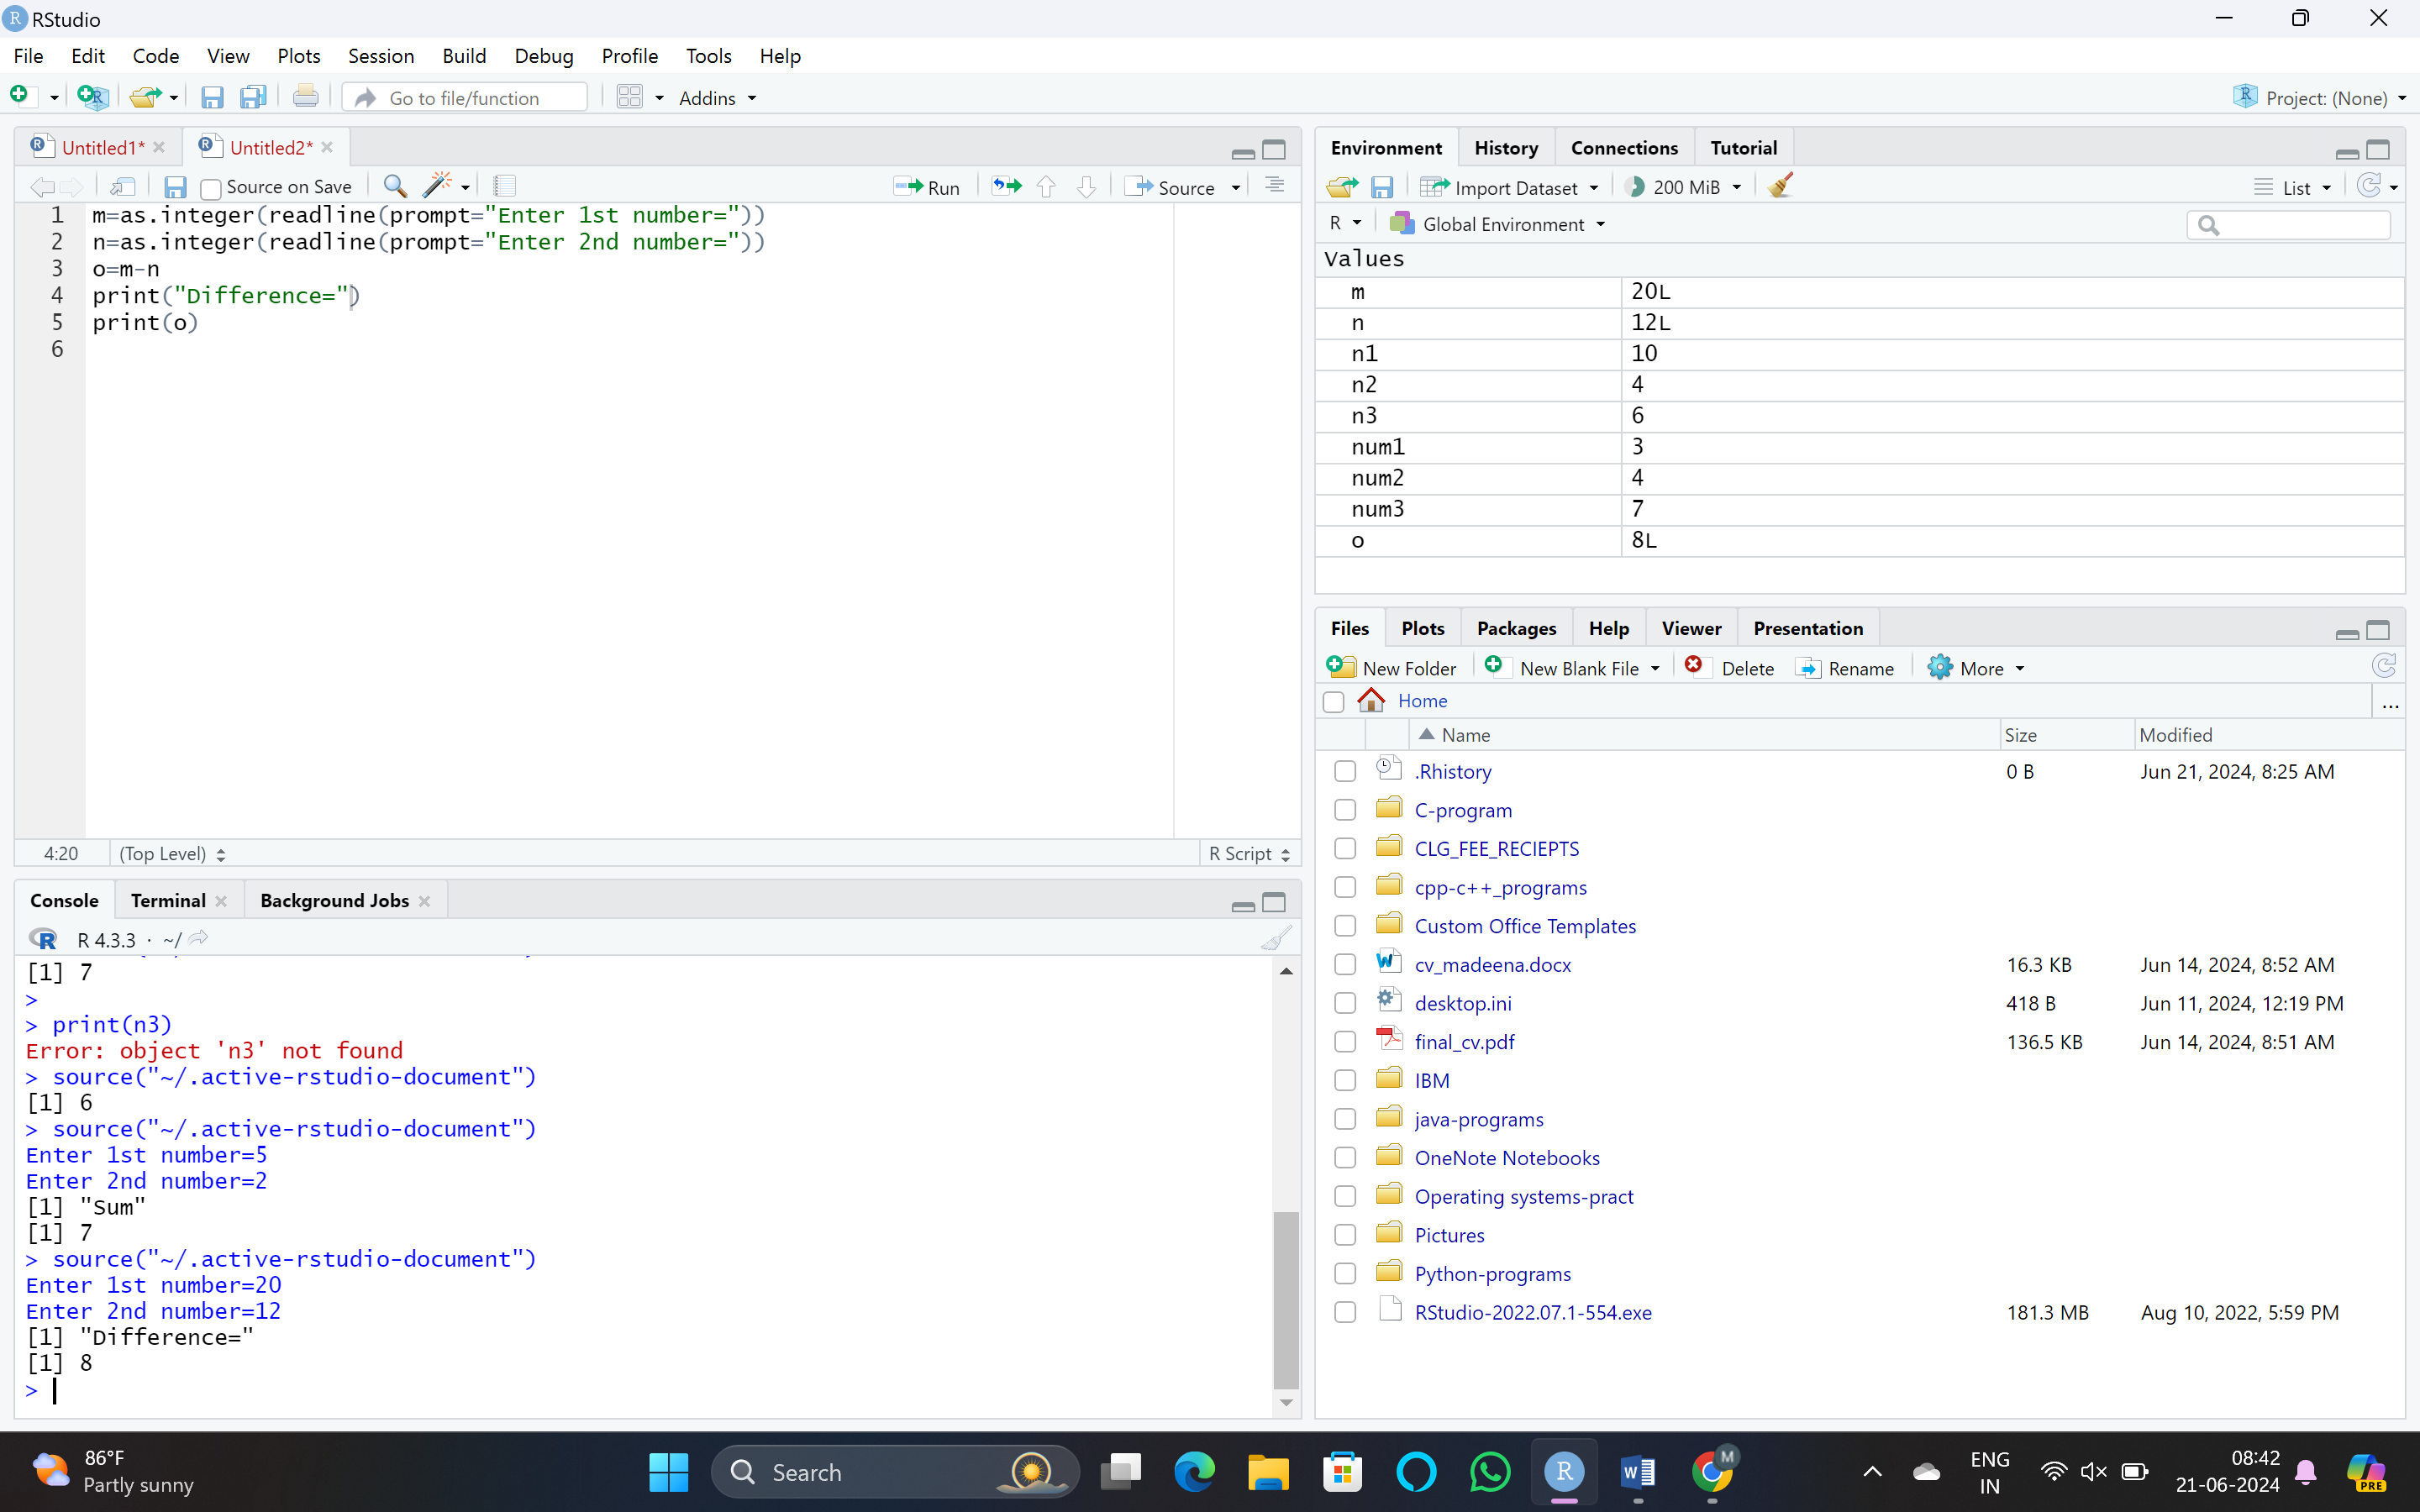 RStudio
File Edit Code View Plots Session Build Debug Profile Tools Help
Go to file/function Addins Project: (None)
Untitled1* Untitled2*
Source on Save Run Source
1 m=as.integer(readline(prompt="Enter 1st number="))
2 n=as.integer(readline(prompt="Enter 2nd number="))
3 o=m-n
4 print("Difference=")
5 print(o)
6
4:20 (Top Level) R Script
Console Terminal Background Jobs
R 4.3.3 · ~/
[1] 7
>
> print(n3)
Error: object 'n3' not found
> source("~/.active-rstudio-document")
[1] 6
> source("~/.active-rstudio-document")
Enter 1st number=5
Enter 2nd number=2
[1] "Sum"
[1] 7
> source("~/.active-rstudio-document")
Enter 1st number=20
Enter 2nd number=12
[1] "Difference="
[1] 8
>
Environment History Connections Tutorial
Import Dataset 200 MiB List
R Global Environment
Values
m 20L
n 12L
n1 10
n2 4
n3 6
num1 3
num2 4
num3 7
o 8L
Files Plots Packages Help Viewer Presentation
New Folder New Blank File Delete Rename More
Home ...
Name Size Modified
.Rhistory 0 B Jun 21, 2024, 8:25 AM
C-program
CLG_FEE_RECIEPTS
cpp-c++_programs
Custom Office Templates
cv_madeena.docx 16.3 KB Jun 14, 2024, 8:52 AM
desktop.ini 418 B Jun 11, 2024, 12:19 PM
final_cv.pdf 136.5 KB Jun 14, 2024, 8:51 AM
IBM
java-programs
OneNote Notebooks
Operating systems-pract
Pictures
Python-programs
RStudio-2022.07.1-554.exe 181.3 MB Aug 10, 2022, 5:59 PM
86°F
Partly sunny
Search
M
ENG
IN
08:42
21-06-2024
PRE